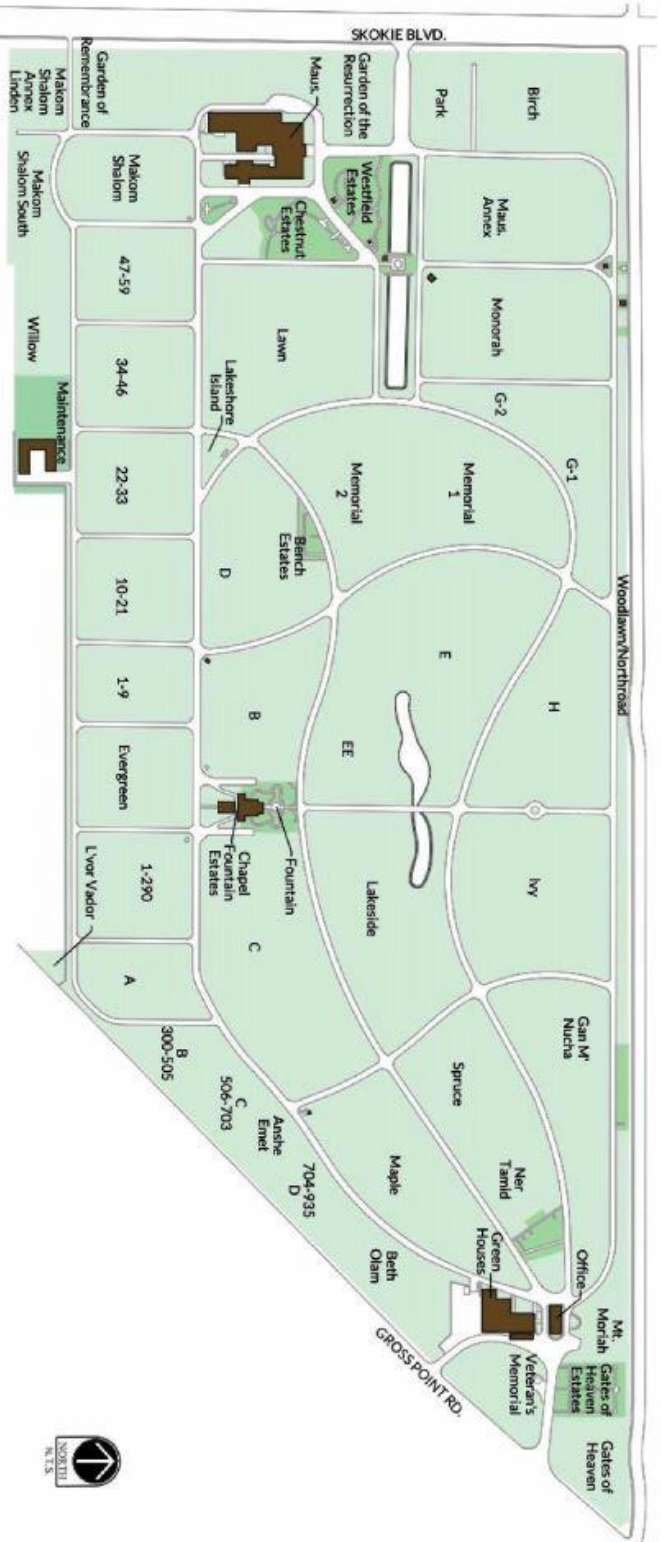 SKOKIE BLVD.
Woodlawn/Northroad
GROSS POINT RD.
Birch
Park
Garden of the
Resurrection
Maus.
Garden of
Remembrance
Makom
Shalom
Annex
Linden
Makom
Shalom South
Makom
Shalom
Westfield
Estates
Chestnut
Estates
Maus.
Annex
Monorah
Lawn
Lakeshore
Island
47-59
34-46
22-33
10-21
1-9
Evergreen
1-290
Willow
Maintenance
G-2
G-1
Memorial
1
Memorial
2
Bench
Estates
D
B
E
EE
H
Ivy
Lakeside
Fountain
Chapel
Fountain
Estates
C
L'vor Vador
A
B
300-505
C
506-703
Anshe
Emet
704-935
D
Beth
Olam
Maple
Spruce
Gan M'
Nucha
Ner
Tamid
Green
Houses
Office
Mt.
Moriah
Gates of
Heaven
Estates
Gates of
Heaven
Veteran's
Memorial
NORTH
N.T.S.